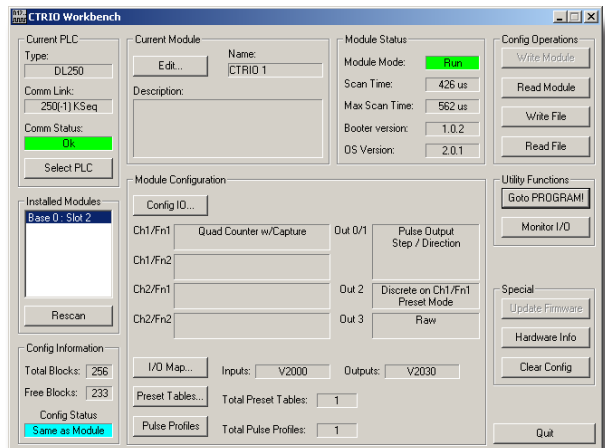 CTRIO Workbench
Current PLC
Type:
DL250
Comm Link:
250(-1) KSeq
Comm Status:
Ok
Select PLC
Current Module
Edit...
Name:
CTRIO 1
Description:
Module Status
Module Mode: Run
Scan Time: 426 us
Max Scan Time: 562 us
Booter version: 1.0.2
OS Version: 2.0.1
Config Operations
Write Module
Read Module
Write File
Read File
Installed Modules
Base 0 : Slot 2
Rescan
Module Configuration
Config IO...
Ch1/Fn1 Quad Counter w/Capture
Ch1/Fn2
Ch2/Fn1
Ch2/Fn2
Out 0/1 Pulse Output
Step / Direction
Out 2 Discrete on Ch1/Fn1
Preset Mode
Out 3 Raw
I/O Map... Inputs: V2000 Outputs: V2030
Preset Tables... Total Preset Tables: 1
Pulse Profiles Total Pulse Profiles: 1
Utility Functions
Goto PROGRAM!
Monitor I/O
Special
Update Firmware
Hardware Info
Clear Config
Config Information
Total Blocks: 256
Free Blocks: 233
Config Status
Same as Module
Quit